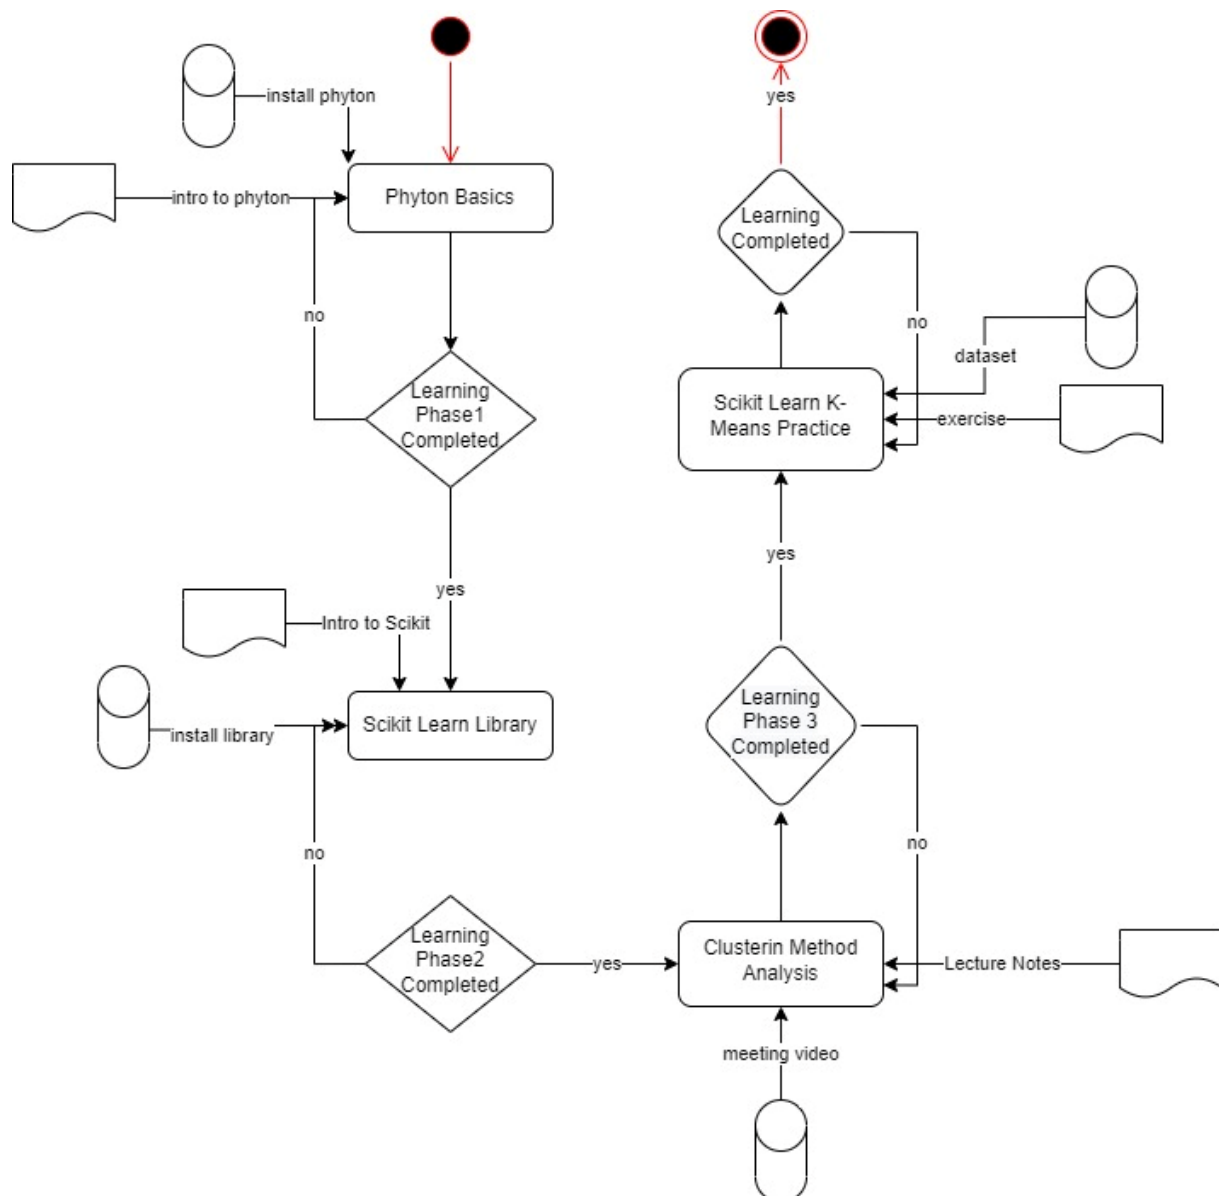 install phyton
intro to phyton
Phyton Basics
no
Learning
Phase1
Completed
yes
Intro to Scikit
install library
Scikit Learn Library
no
Learning
Phase2
Completed
yes
Clusterin Method
Analysis
Lecture Notes
meeting video
no
Learning
Phase 3
Completed
yes
Scikit Learn K-
Means Practice
dataset
exercise
no
Learning
Completed
yes